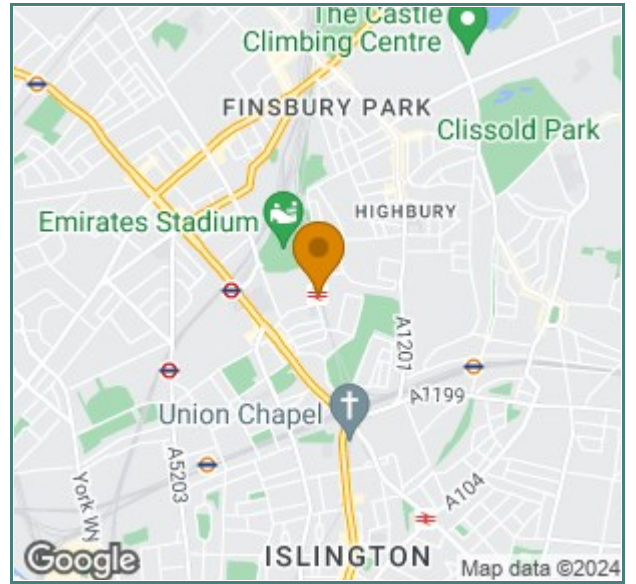 The Castle
Climbing Centre
FINSBURY PARK
Clissold Park
Emirates Stadium
HIGHBURY
A1201
A1199
Union Chapel
A5203
York Wy
A104
ISLINGTON
Google
Map data ©2024